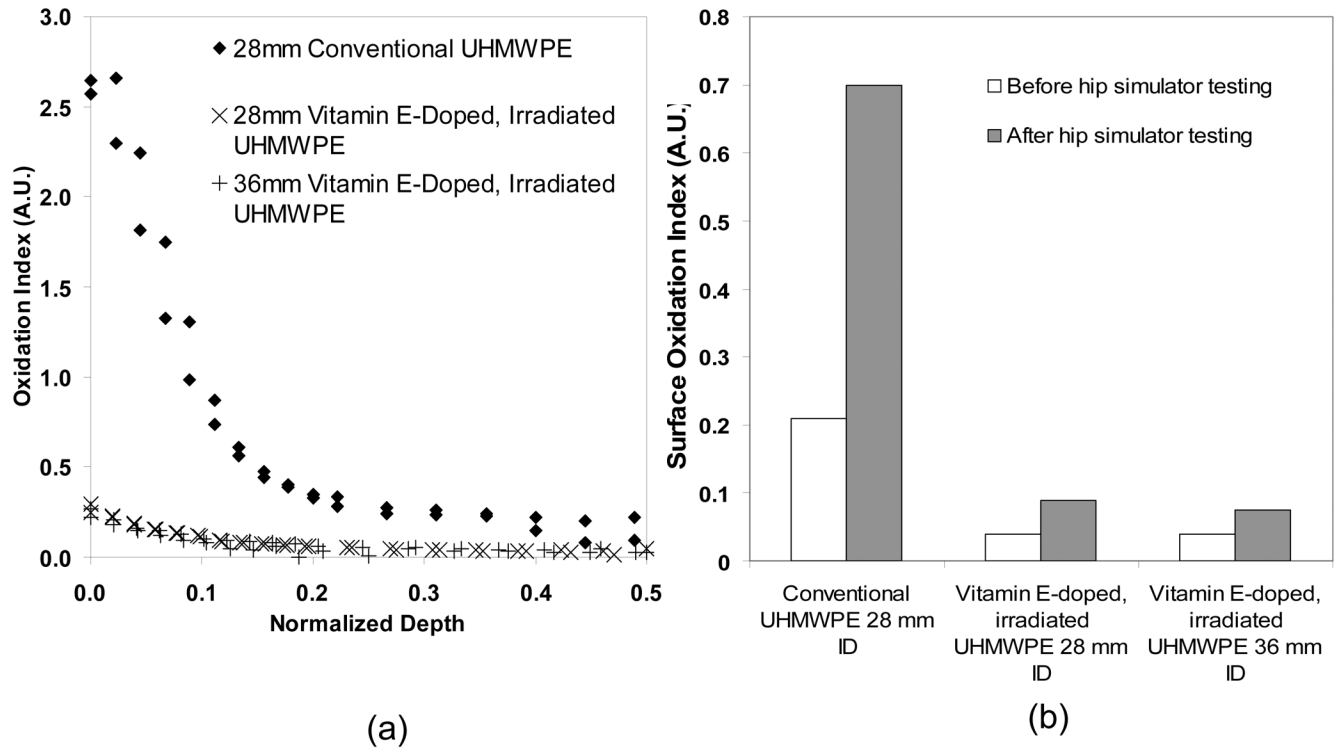 3.0
2.5
2.0
1.5
1.0
0.5
0.0
Oxidation Index (A.U.)
28mm Conventional UHMWPE
28mm Vitamin E-Doped, Irradiated
UHMWPE
36mm Vitamin E-Doped, Irradiated
UHMWPE
0.0 0.1 0.2 0.3 0.4 0.5
Normalized Depth
(a)
0.8
0.7
0.6
0.5
0.4
0.3
0.2
0.1
0
Surface Oxidation Index (A.U.)
Before hip simulator testing
After hip simulator testing
Conventional
UHMWPE 28 mm
ID
Vitamin E-doped,
irradiated
UHMWPE 28 mm
ID
Vitamin E-doped,
irradiated
UHMWPE 36 mm
ID
(b)